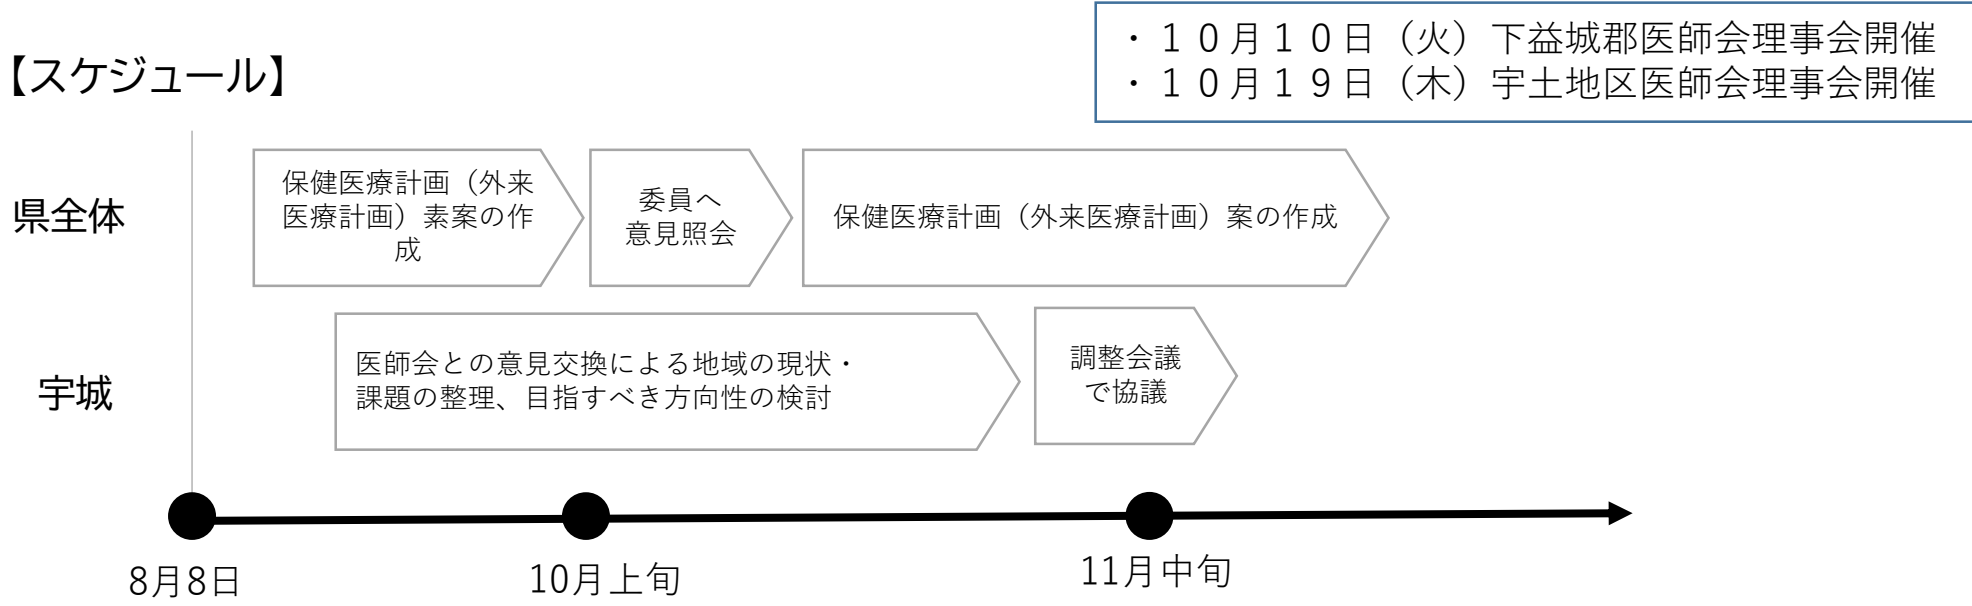 ・１０月１０日（火）下益城郡医師会理事会開催
・１０月１９日（木）宇土地区医師会理事会開催
【スケジュール】
県全体
保健医療計画（外来
医療計画）素案の作
成
委員へ
意見照会
保健医療計画（外来医療計画）案の作成
宇城
医師会との意見交換による地域の現状・
課題の整理、目指すべき方向性の検討
調整会議
で協議
8月8日
10月上旬
11月中旬